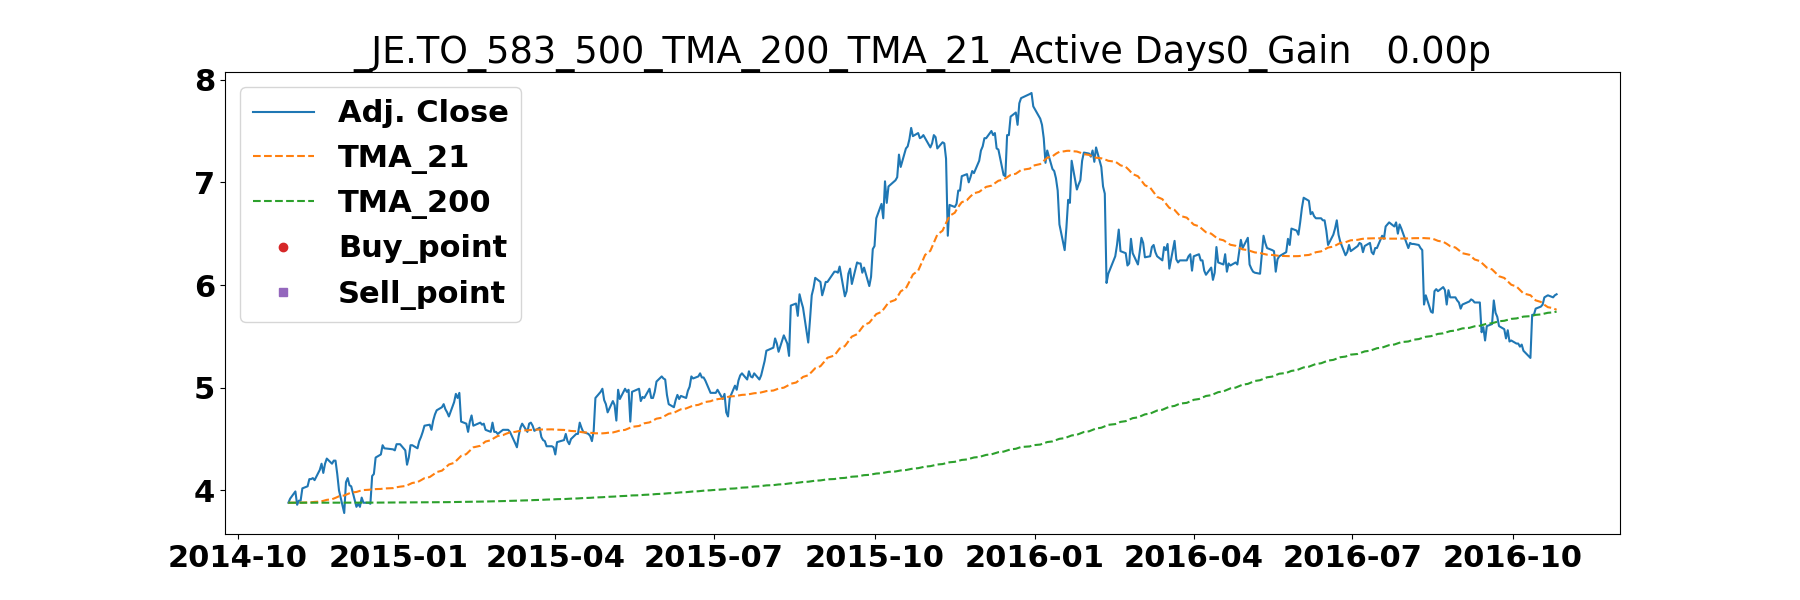 _JE.TO_583_500_TMA_200_TMA_21_Active Days0_Gain   0.00p
8
7
6
5
4
Adj. Close
TMA_21
TMA_200
Buy_point
Sell_point
2014-10 2015-01 2015-04 2015-07 2015-10 2016-01 2016-04 2016-07 2016-10